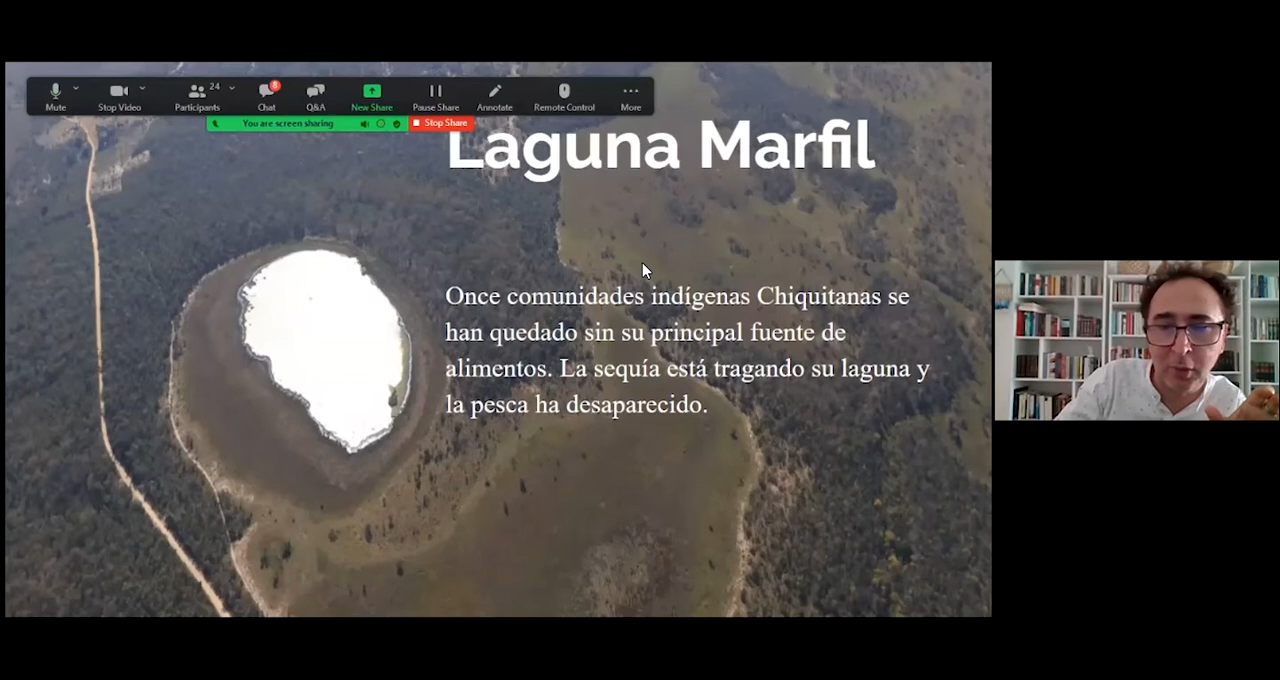 24
8
Mute
Stop Video
Participants
Chat
Q&A
New Share
Pause Share
Annotate
Remote Control
More
You are screen sharing
Stop Share
Laguna Marfil
Once comunidades indígenas Chiquitanas se
han quedado sin su principal fuente de
alimentos. La sequía está tragando su laguna y
la pesca ha desaparecido.